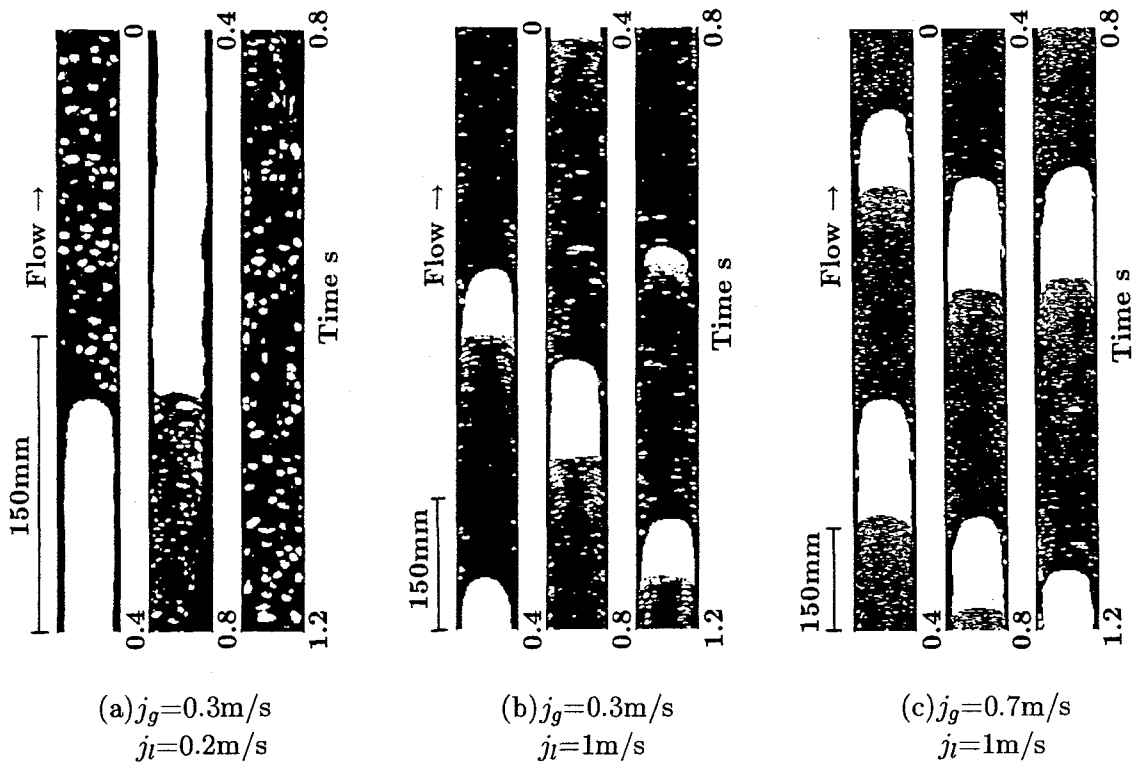 0
0.4
0.8
Flow →
150mm
Time s
0.4
0.8
1.2
(a) j_g=0.3m/s
j_l=0.2m/s
0
0.4
0.8
Flow →
150mm
Time s
0.4
0.8
1.2
(b) j_g=0.3m/s
j_l=1m/s
0
0.4
0.8
Flow →
150mm
Time s
0.4
0.8
1.2
(c) j_g=0.7m/s
j_l=1m/s